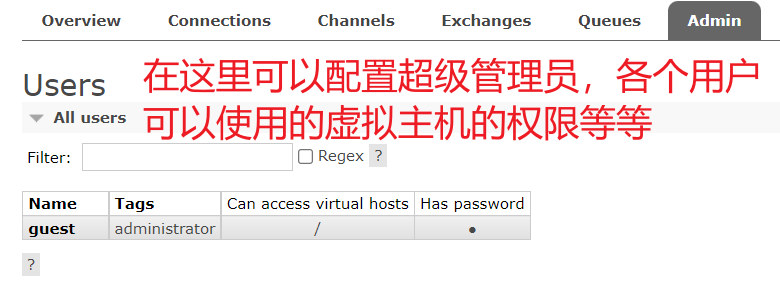 Overview Connections Channels Exchanges Queues Admin
Users
在这里可以配置超级管理员，各个用户
可以使用的虚拟主机的权限等等
All users
Filter: Regex ?
Name Tags Can access virtual hosts Has password
guest administrator / ●
?